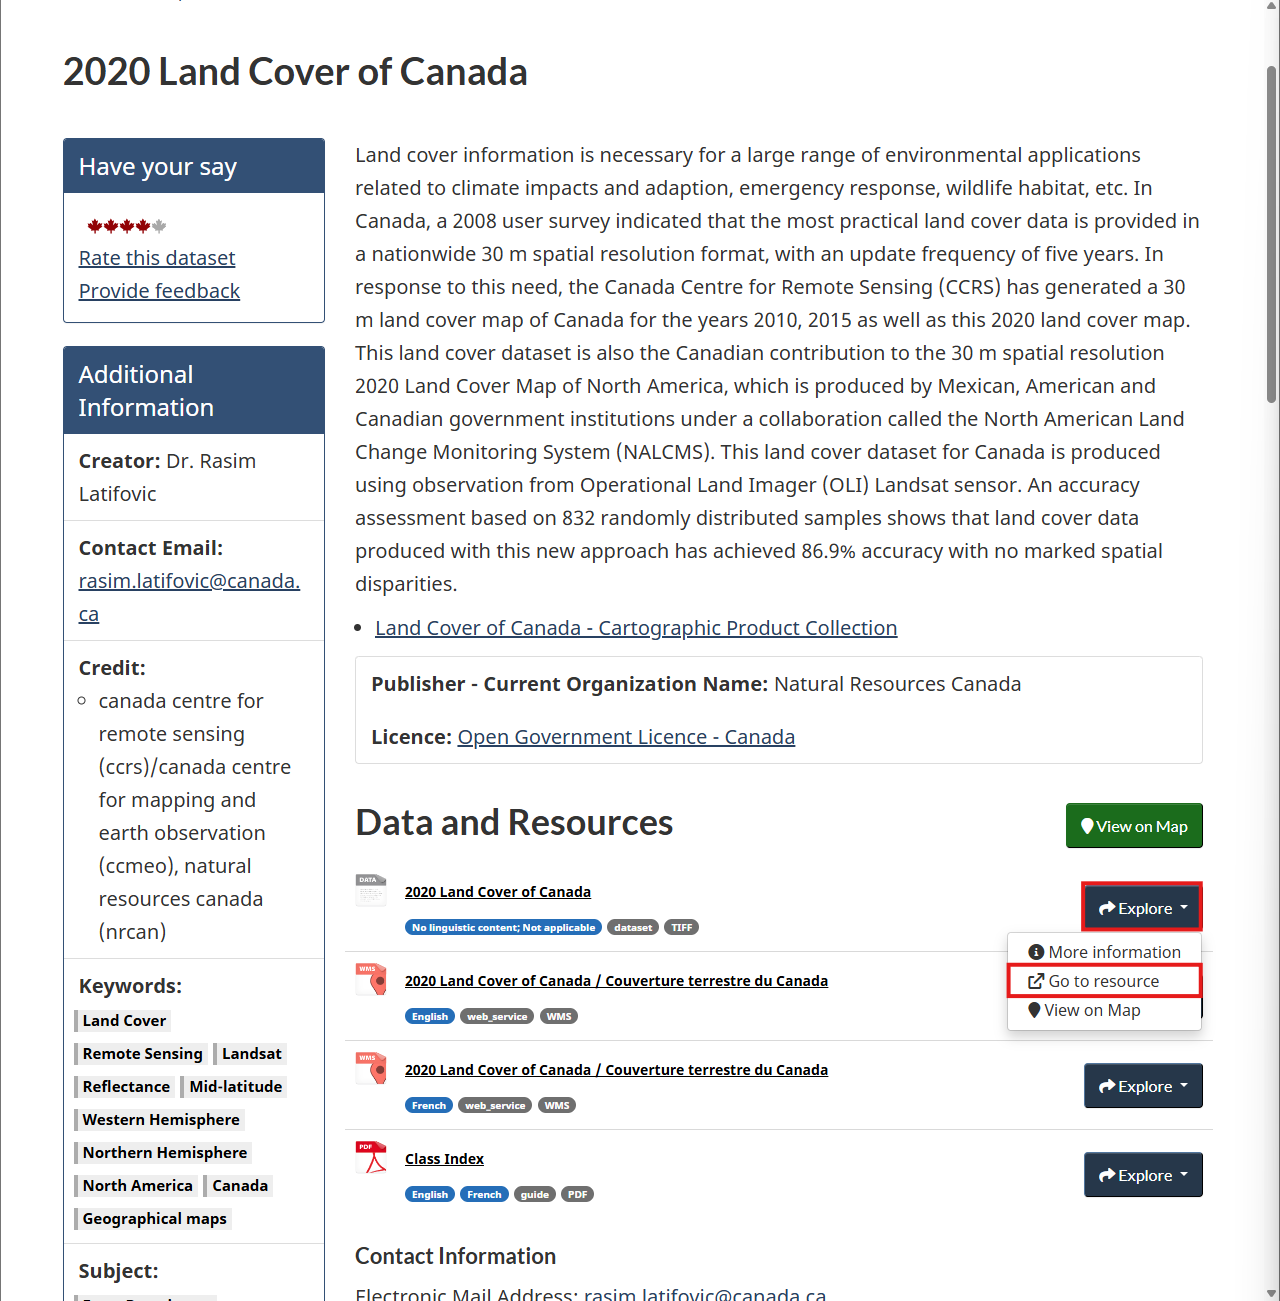 2020 Land Cover of Canada
Have your say
Rate this dataset
Provide feedback
Additional
Information
Creator: Dr. Rasim
Latifovic
Contact Email:
rasim.latifovic@canada.
ca
Credit:
canada centre for
remote sensing
(ccrs)/canada centre
for mapping and
earth observation
(ccmeo), natural
resources canada
(nrcan)
Keywords:
Land Cover
Remote Sensing Landsat
Reflectance Mid-latitude
Western Hemisphere
Northern Hemisphere
North America Canada
Geographical maps
Subject:
Land cover information is necessary for a large range of environmental applications
related to climate impacts and adaption, emergency response, wildlife habitat, etc. In
Canada, a 2008 user survey indicated that the most practical land cover data is provided in
a nationwide 30 m spatial resolution format, with an update frequency of five years. In
response to this need, the Canada Centre for Remote Sensing (CCRS) has generated a 30
m land cover map of Canada for the years 2010, 2015 as well as this 2020 land cover map.
This land cover dataset is also the Canadian contribution to the 30 m spatial resolution
2020 Land Cover Map of North America, which is produced by Mexican, American and
Canadian government institutions under a collaboration called the North American Land
Change Monitoring System (NALCMS). This land cover dataset for Canada is produced
using observation from Operational Land Imager (OLI) Landsat sensor. An accuracy
assessment based on 832 randomly distributed samples shows that land cover data
produced with this new approach has achieved 86.9% accuracy with no marked spatial
disparities.
Land Cover of Canada - Cartographic Product Collection
Publisher - Current Organization Name: Natural Resources Canada
Licence: Open Government Licence - Canada
Data and Resources
View on Map
DATA
2020 Land Cover of Canada
No linguistic content; Not applicable dataset TIFF
Explore
More information
Go to resource
View on Map
WMS
2020 Land Cover of Canada / Couverture terrestre du Canada
English web_service WMS
WMS
2020 Land Cover of Canada / Couverture terrestre du Canada
French web_service WMS
Explore
PDF
Class Index
English French guide PDF
Explore
Contact Information
Electronic Mail Address: rasim.latifovic@canada.ca